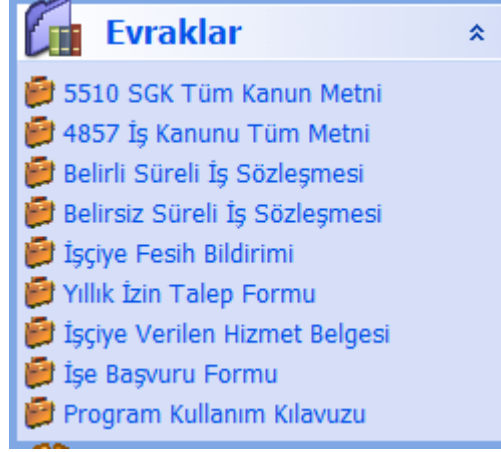 Evraklar
5510 SGK Tüm Kanun Metni
4857 İş Kanunu Tüm Metni
Belirli Süreli İş Sözleşmesi
Belirsiz Süreli İş Sözleşmesi
İşçiye Fesih Bildirimi
Yıllık İzin Talep Formu
İşçiye Verilen Hizmet Belgesi
İşe Başvuru Formu
Program Kullanım Kılavuzu